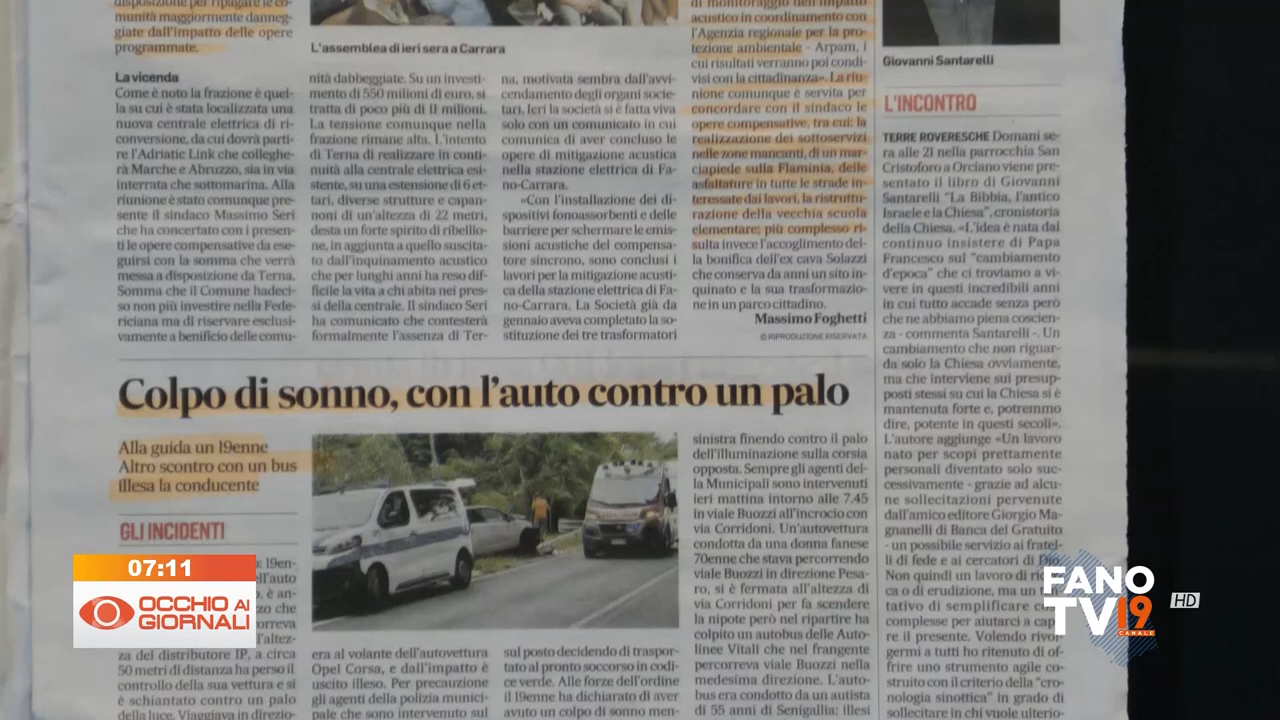 disposizione per ripagare le co-
munità maggiormente danneg-
giate dall'impatto delle opere
programmate.
La vicenda
Come è noto la frazione è quel-
la su cui è stata localizzata una
nuova centrale elettrica di ri-
conversione, da cui dovrà parti-
re l'Adriatic Link che colleghe-
rà Marche e Abruzzo, sia in via
interrata che sottomarina. Alla
riunione è stato comunque pre-
sente il sindaco Massimo Seri
che ha concertato con i presen-
ti le opere compensative da ese-
guirsi con la somma che verrà
messa a disposizione da Terna.
Somma che il Comune ha deci-
so non più investire nella Fede-
riciana ma di riservare esclusi-
vamente a beneficio delle comu-
L'assemblea di ieri sera a Carrara
nità dabbeggiate. Su un investi-
mento di 550 milioni di euro, si
tratta di poco più di 11 milioni.
La tensione comunque nella
frazione rimane alta. L'intento
di Terna di realizzare in conti-
nuità alla centrale elettrica esi-
stente, su una estensione di 6 et-
tari, diverse strutture e capan-
noni di un'altezza di 22 metri,
desta un forte spirito di ribellio-
ne, in aggiunta a quello suscita-
to dall'inquinamento acustico
che per lunghi anni ha reso dif-
ficile la vita a chi abita nei pres-
si della centrale. Il sindaco Seri
ha comunicato che contesterà
formalmente l'assenza di Ter-
na, motivata sembra dall'avvi-
cendamento degli organi socie-
tari. Ieri la società si è fatta viva
solo con un comunicato in cui
comunica di aver concluso le
opere di mitigazione acustica
nella stazione elettrica di Fa-
no-Carrara.
«Con l'installazione dei di-
spositivi fonoassorbenti e delle
barriere per schermare le emis-
sioni acustiche del compensa-
tore sincrono, sono conclusi i
lavori per la mitigazione acusti-
ca della stazione elettrica di Fa-
no-Carrara. La Società già da
gennaio aveva completato la so-
stituzione dei tre trasformatori
di monitoraggio dell'impatto
acustico in coordinamento con
l'Agenzia regionale per la pro-
tezione ambientale - Arpam, i
cui risultati verranno poi condi-
visi con la cittadinanza». La riu-
nione comunque è servita per
concordare con il sindaco le
opere compensative, tra cui: la
realizzazione dei sottoservizi
nelle zone mancanti, di un mar-
ciapiede sulla Flaminia, delle
asfaltature in tutte le strade in-
teressate dai lavori, la ristruttu-
razione della vecchia scuola
elementare; più complesso ri-
sulta invece l'accoglimento del-
la bonifica dell'ex cava Solazzi
che conserva da anni un sito in-
quinato e la sua trasformazio-
ne in un parco cittadino.
Massimo Foghetti
© RIPRODUZIONE RISERVATA
Giovanni Santarelli
L'INCONTRO
TERRE ROVERESCHE Domani se-
ra alle 21 nella parrocchia San
Cristoforo a Orciano viene pre-
sentato il libro di Giovanni
Santarelli "La Bibbia, l'antico
Israele e la Chiesa", cronistoria
della Chiesa. «L'idea è nata dal
continuo insistere di Papa
Francesco sul "cambiamento
d'epoca" che ci troviamo a vi-
vere in questi incredibili anni
in cui tutto accade senza però
che ne abbiamo piena coscien-
za - commenta Santarelli -. Un
cambiamento che non riguar-
da solo la Chiesa ovviamente,
ma che interviene sui presup-
posti stessi su cui la Chiesa si è
mantenuta forte e, potremmo
dire, potente in questi secoli».
L'autore aggiunge «Un lavoro
nato per scopi prettamente
personali diventato solo suc-
cessivamente - grazie ad alcu-
ne sollecitazioni pervenute
dall'amico editore Giorgio Ma-
gnanelli di Banca del Gratuito
- un possibile servizio ai fratel-
li di fede e ai cercatori di Dio.
Non quindi un lavoro di
ca o di erudizione, ma un
tativo di semplificare
complesse per aiutarci a
re il presente. Volendo rivol-
germi a tutti ho ritenuto di of-
frire uno strumento agile co-
struito con il criterio della "cro-
nologia sinottica" in grado di
sollecitare in chi vuole ulterio-
Colpo di sonno, con l'auto contro un palo
Alla guida un 19enne
Altro scontro con un bus
illesa la conducente
GLI INCIDENTI
19en-
ell'auto
è an-
zo che
correva
l'altez-
za del distributore IP, a circa
50 metri di distanza ha perso il
controllo della sua vettura e si
è schiantato contro un palo
della luce. Viaggiava in direzio-
era al volante dell'autovettura
Opel Corsa, e dall'impatto è
uscito illeso. Per precauzione
gli agenti della polizia munici-
pale che sono intervenuti sul
sul posto decidendo di traspor-
tato al pronto soccorso in codi-
ce verde. Alle forze dell'ordine
il 19enne ha dichiarato di aver
avuto un colpo di sonno men-
sinistra finendo contro il palo
dell'illuminazione sulla corsia
opposta. Sempre gli agenti del-
la Municipali sono intervenuti
ieri mattina intorno alle 7.45
in viale Buozzi all'incrocio con
via Corridoni. Un'autovettura
condotta da una donna fanese
70enne che stava percorrendo
viale Buozzi in direzione Pesa-
ro, si è fermata all'altezza di
via Corridoni per fa scendere
la nipote però nel ripartire ha
colpito un autobus delle Auto-
linee Vitali che nel frangente
percorreva viale Buozzi nella
medesima direzione. L'auto-
bus era condotto da un autista
di 55 anni di Senigallia: illesi
07:11
OCCHIO AI
GIORNALI
FANO
TV19
CANALE
HD